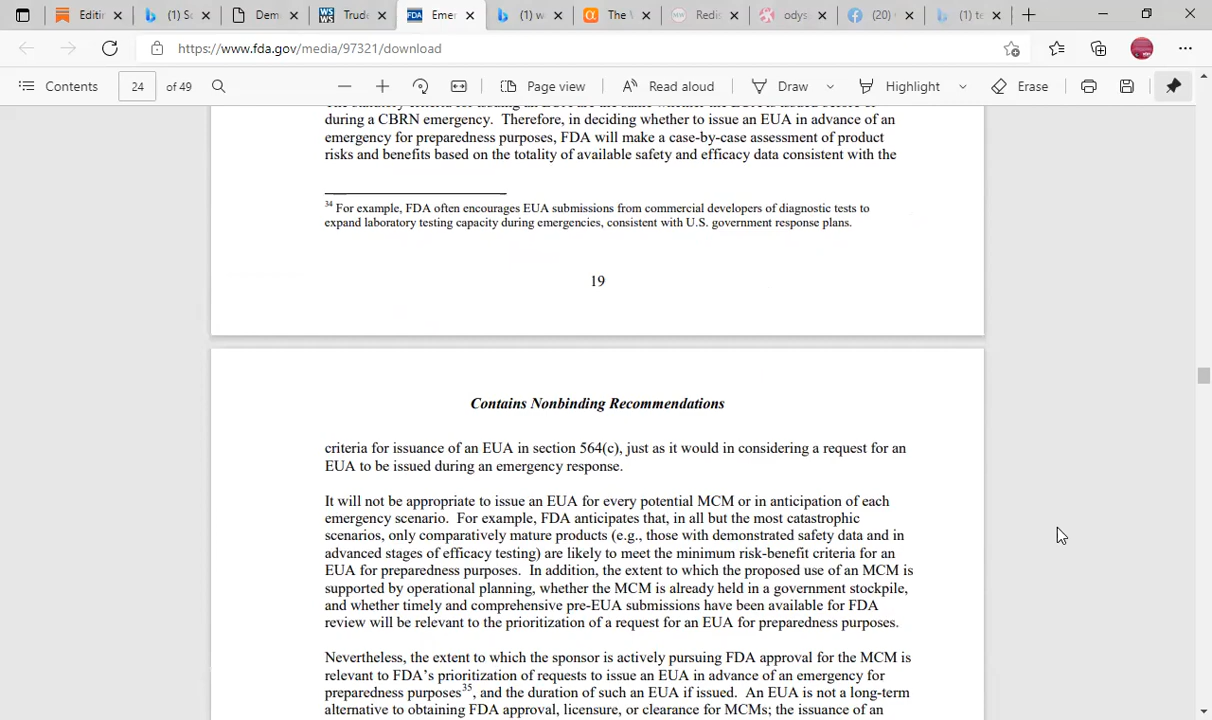 Editin
(1) S
Dem
WS
WS
Trude
FDA
Emer
(1) w
The V
Redis
odys
(20)
(1) te
https://www.fda.gov/media/97321/download
Contents
24
of 49
Page view
Read aloud
Draw
Highlight
Erase
during a CBRN emergency. Therefore, in deciding whether to issue an EUA in advance of an
emergency for preparedness purposes, FDA will make a case-by-case assessment of product
risks and benefits based on the totality of available safety and efficacy data consistent with the
34 For example, FDA often encourages EUA submissions from commercial developers of diagnostic tests to
expand laboratory testing capacity during emergencies, consistent with U.S. government response plans.
19
Contains Nonbinding Recommendations
criteria for issuance of an EUA in section 564(c), just as it would in considering a request for an
EUA to be issued during an emergency response.
It will not be appropriate to issue an EUA for every potential MCM or in anticipation of each
emergency scenario. For example, FDA anticipates that, in all but the most catastrophic
scenarios, only comparatively mature products (e.g., those with demonstrated safety data and in
advanced stages of efficacy testing) are likely to meet the minimum risk-benefit criteria for an
EUA for preparedness purposes. In addition, the extent to which the proposed use of an MCM is
supported by operational planning, whether the MCM is already held in a government stockpile,
and whether timely and comprehensive pre-EUA submissions have been available for FDA
review will be relevant to the prioritization of a request for an EUA for preparedness purposes.
Nevertheless, the extent to which the sponsor is actively pursuing FDA approval for the MCM is
relevant to FDA's prioritization of requests to issue an EUA in advance of an emergency for
preparedness purposes35, and the duration of such an EUA if issued. An EUA is not a long-term
alternative to obtaining FDA approval, licensure, or clearance for MCMs; the issuance of an